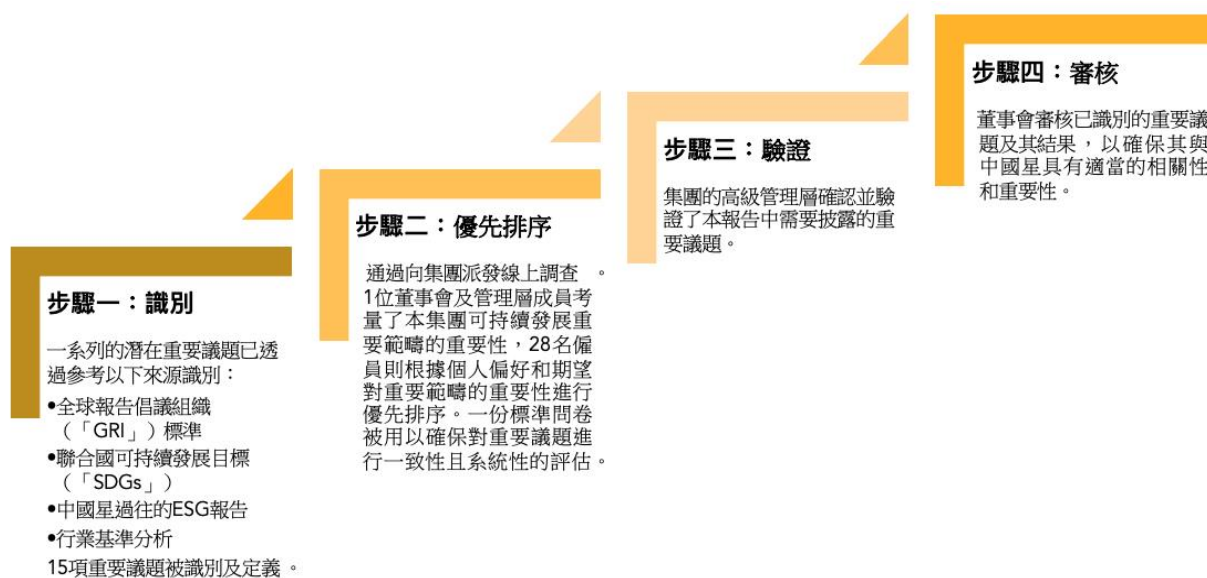 步驟一：識別
一系列的潛在重要議題已透
過參考以下來源識別：
•全球報告倡議組織
（「GRI」）標準
•聯合國可持續發展目標
（「SDGs」）
•中國星過往的ESG報告
•行業基準分析
15項重要議題被識別及定義。
步驟二：優先排序
通過向集團派發線上調查。
1位董事會及管理層成員考
量了本集團可持續發展重
要範疇的重要性，28名僱
員則根據個人偏好和期望
對重要範疇的重要性進行
優先排序。一份標準問卷
被用以確保對重要議題進
行一致性且系統性的評估。
步驟三：驗證
集團的高級管理層確認並驗
證了本報告中需要披露的重
要議題。
步驟四：審核
董事會審核已識別的重要議
題及其結果，以確保其與
中國星具有適當的相關性
和重要性。